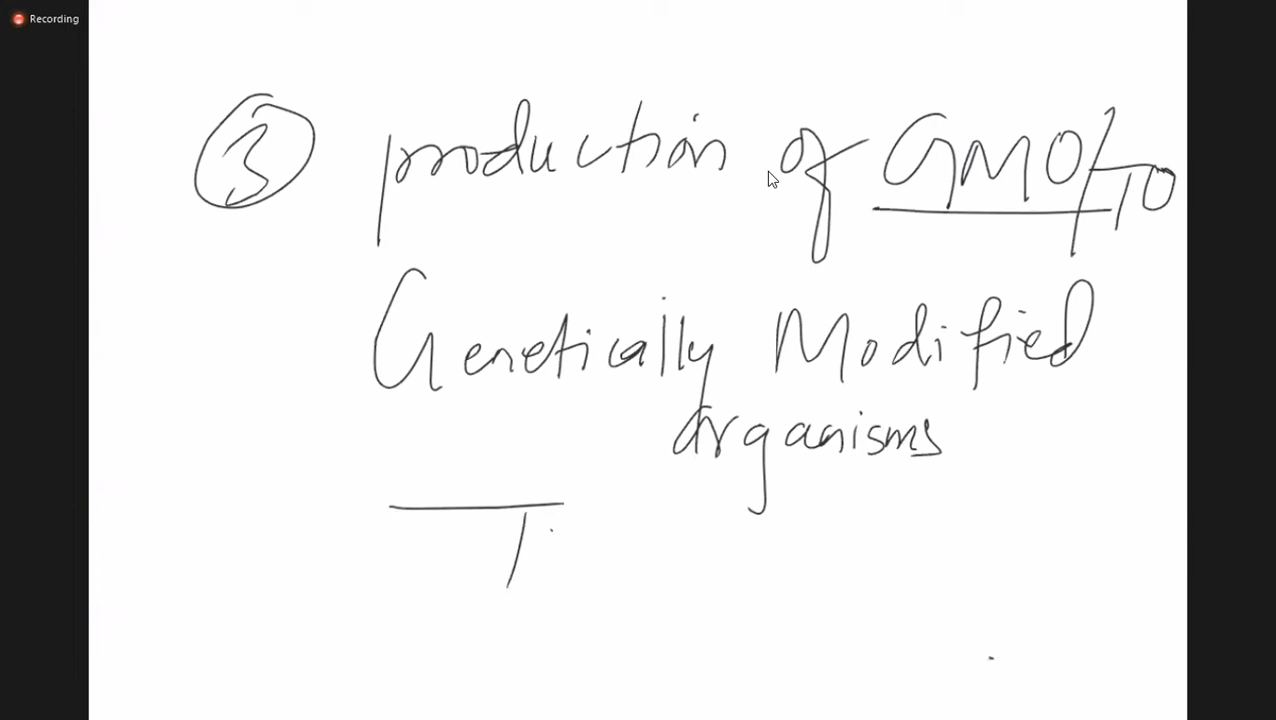 Recording
③ production of GMO/TO
Genetically Modified
organisms
T